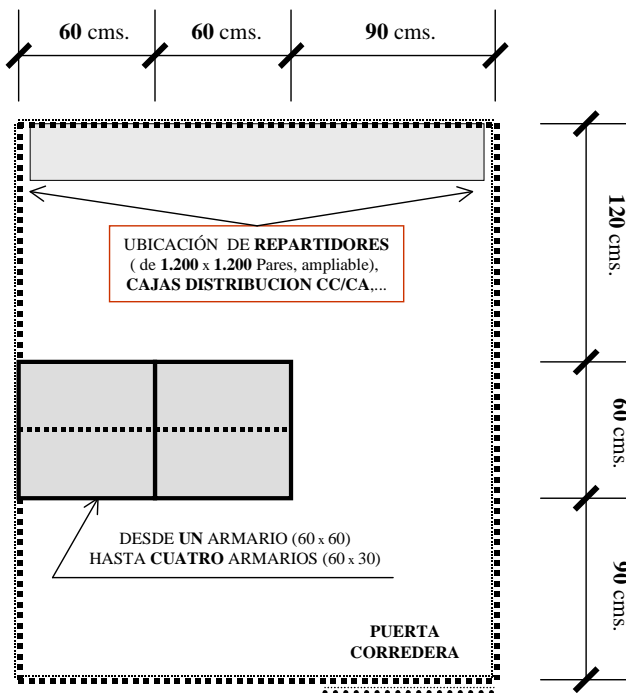 60 cms.
60 cms.
90 cms.
UBICACIÓN DE REPARTIDORES
( de 1.200 x 1.200 Pares, ampliable),
CAJAS DISTRIBUCION CC/CA,...
120 cms.
60 cms.
90 cms.
DESDE UN ARMARIO (60 x 60)
HASTA CUATRO ARMARIOS (60 x 30)
PUERTA
CORREDERA